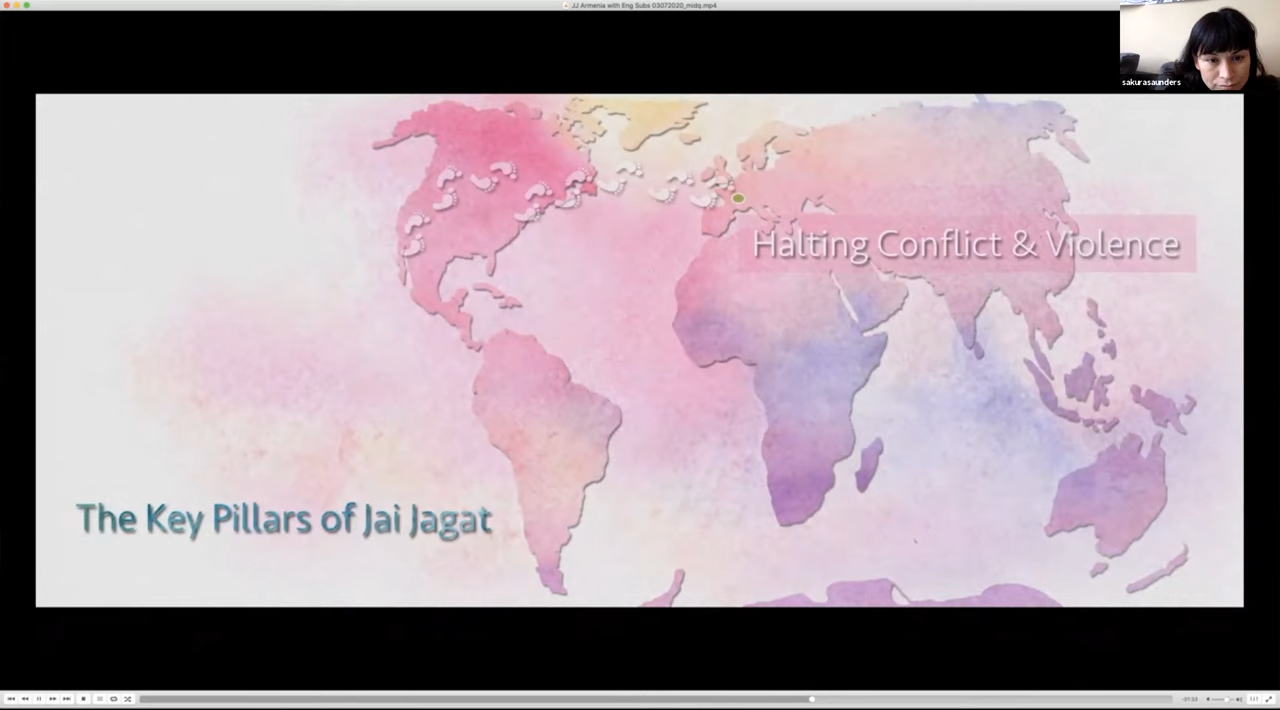 JJ Armenia with Eng Subs 03072020_midq.mp4
sakurasaunders
Halting Conflict & Violence
The Key Pillars of Jai Jagat